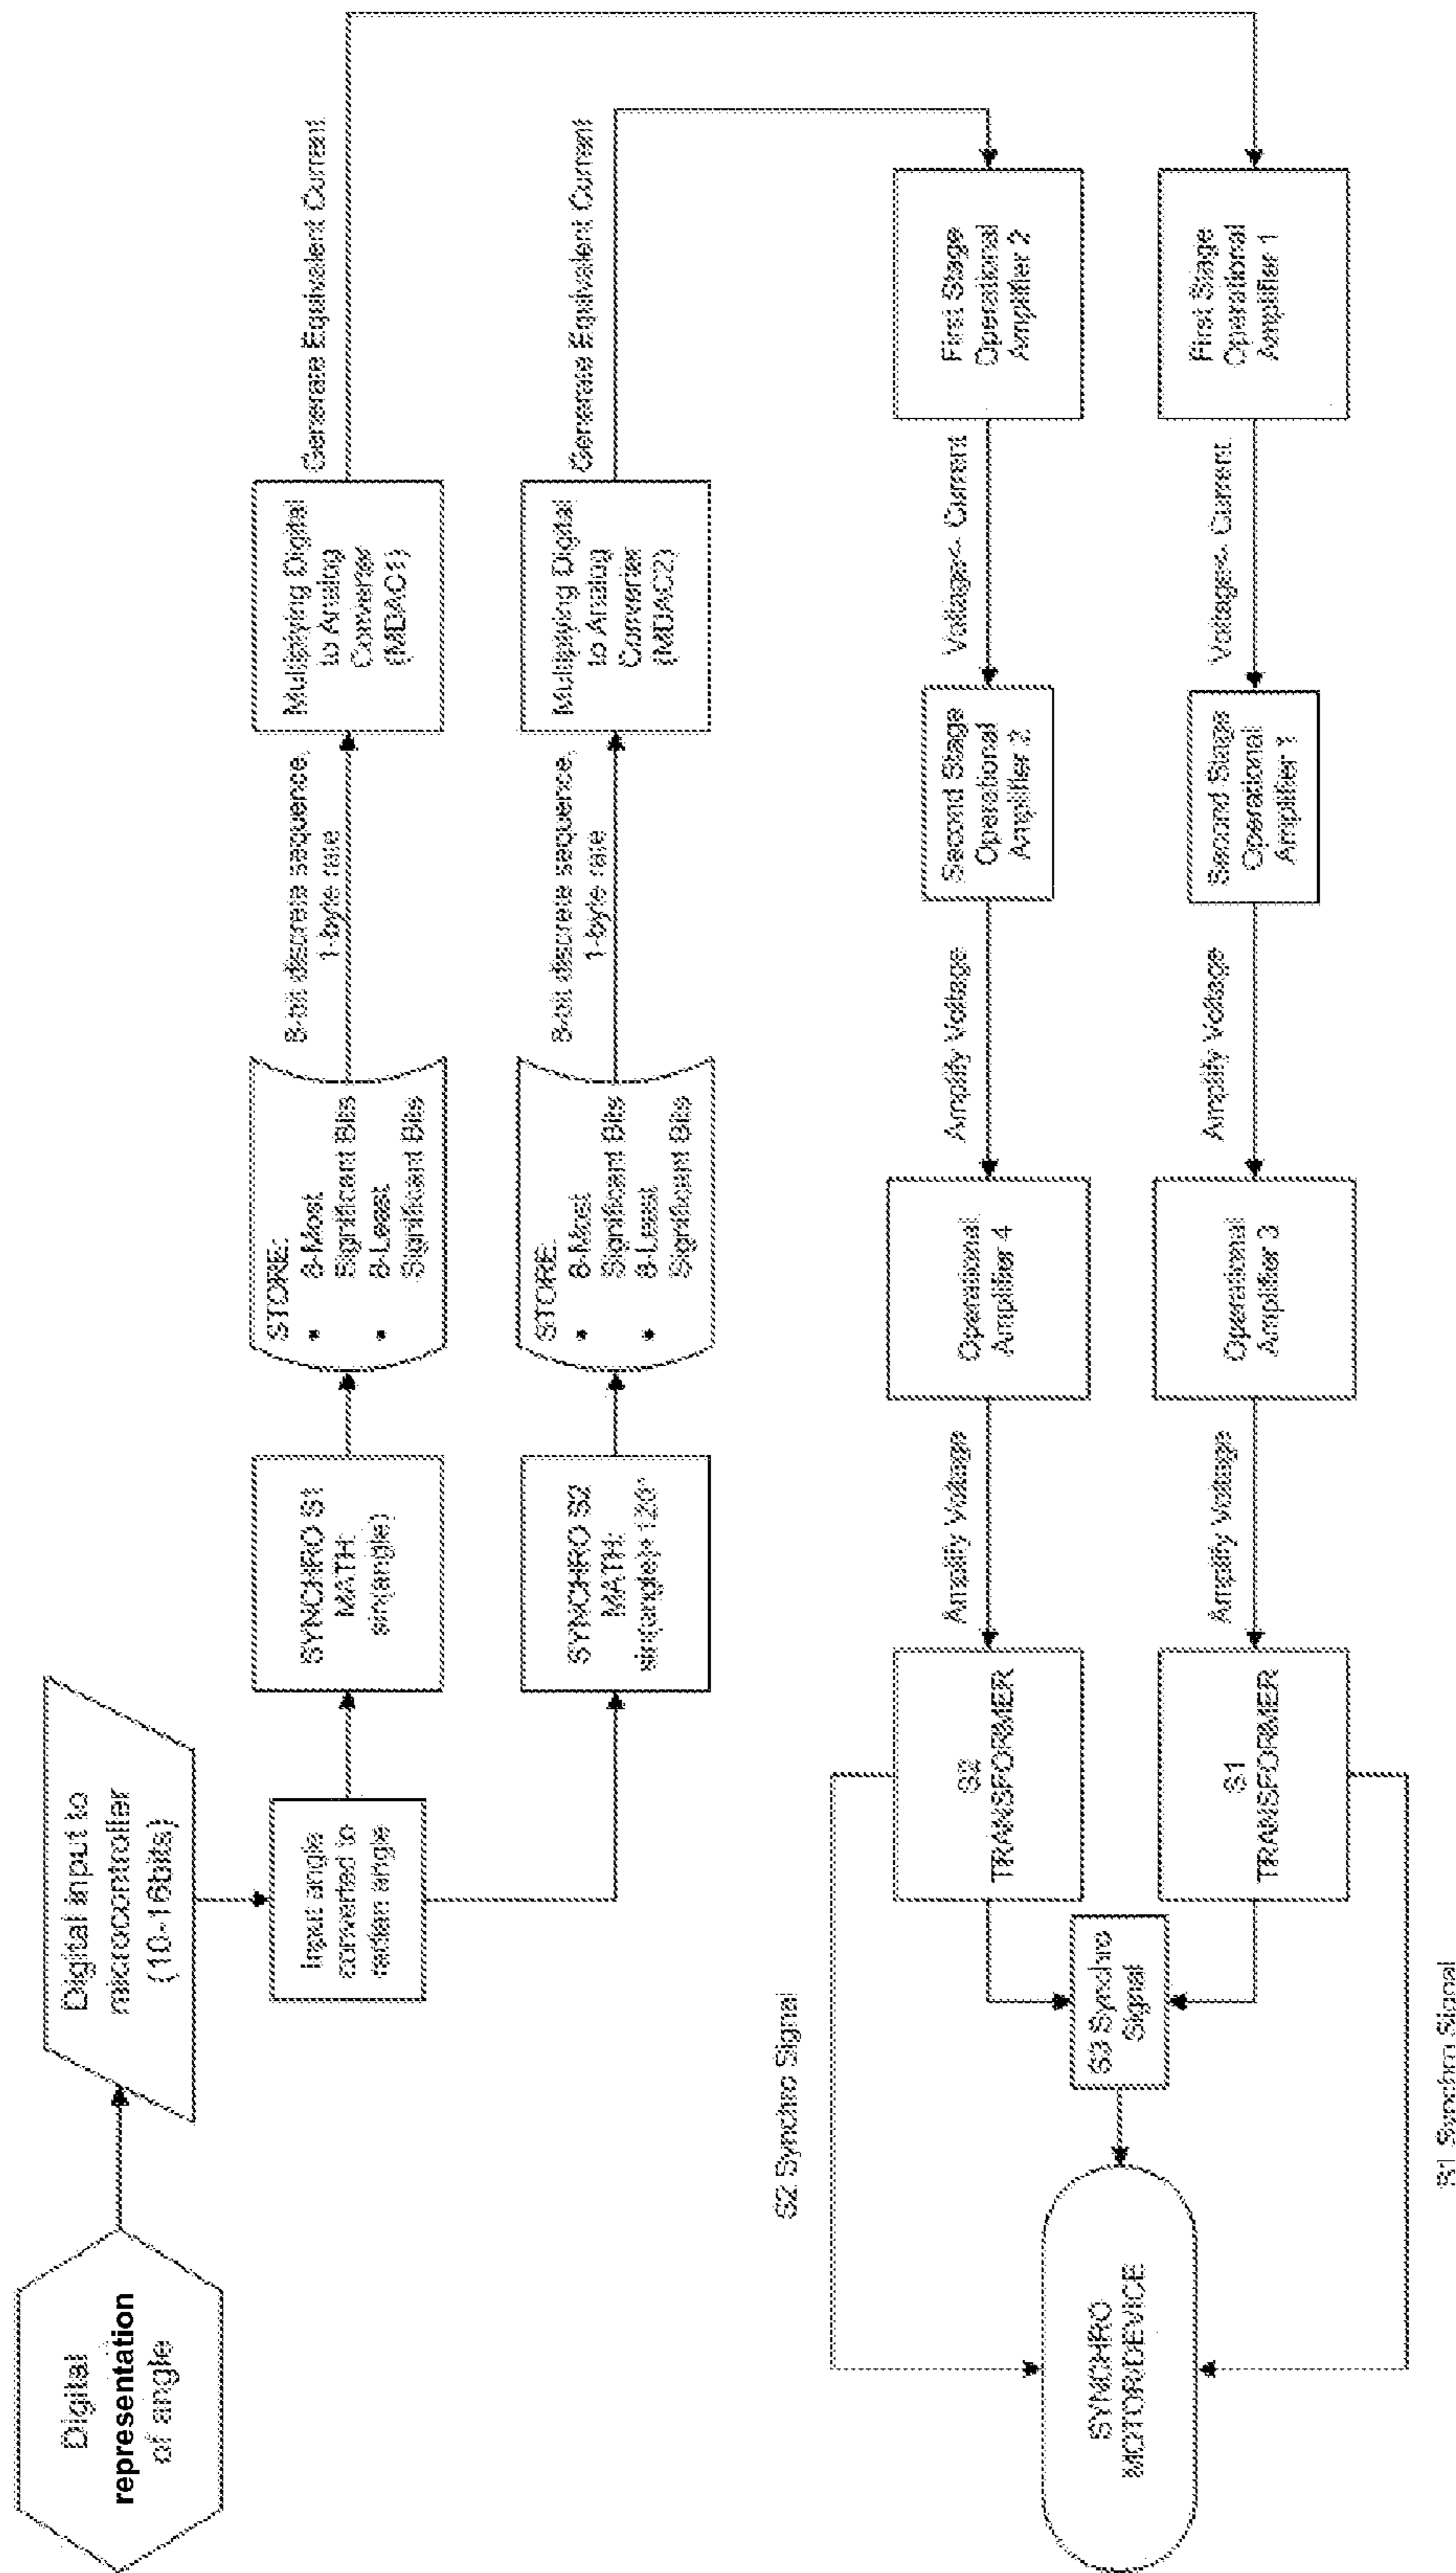 Digital
representation
of angle
Digital input to
microcontroller
(10-16bits)
Input angle
converted to
radian angle
SYNCHRO S1
MATH:
sin(angle)
STORE:
• 8-Most
Significant Bits
• 8-Least
Significant Bits
8-bit discrete sequence,
1-byte rate
Multiplying Digital
to Analog
Converter
(MDAC1)
Generate Equivalent Current
SYNCHRO S2
MATH:
sin(angle)+120°
STORE:
• 8-Most
Significant Bits
• 8-Least
Significant Bits
8-bit discrete sequence,
1-byte rate
Multiplying Digital
to Analog
Converter
(MDAC2)
Generate Equivalent Current
First Stage
Operational
Amplifier 2
Voltage<- Current
Second Stage
Operational
Amplifier 2
Amplify Voltage
Operational
Amplifier 4
Amplify Voltage
S2
TRANSFORMER
S2 Synchro Signal
First Stage
Operational
Amplifier 1
Voltage<- Current
Second Stage
Operational
Amplifier 1
Amplify Voltage
Operational
Amplifier 3
Amplify Voltage
S1
TRANSFORMER
S3 Synchro
Signal
SYNCHRO
MOTOR/DEVICE
S1 Synchro Signal